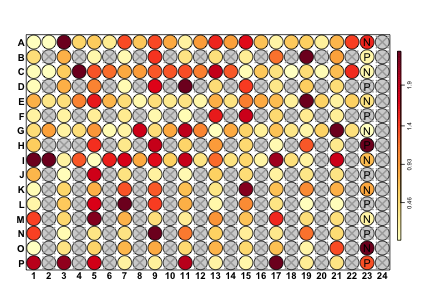 A N
B P
C N
D P
E N
F P
G N
H P
I N
J P
K N
L P
M N
N P
O N
P P
1 2 3 4 5 6 7 8 9 10 11 12 13 14 15 16 17 18 19 20 21 22 23 24
1.9
1.4
0.93
0.46